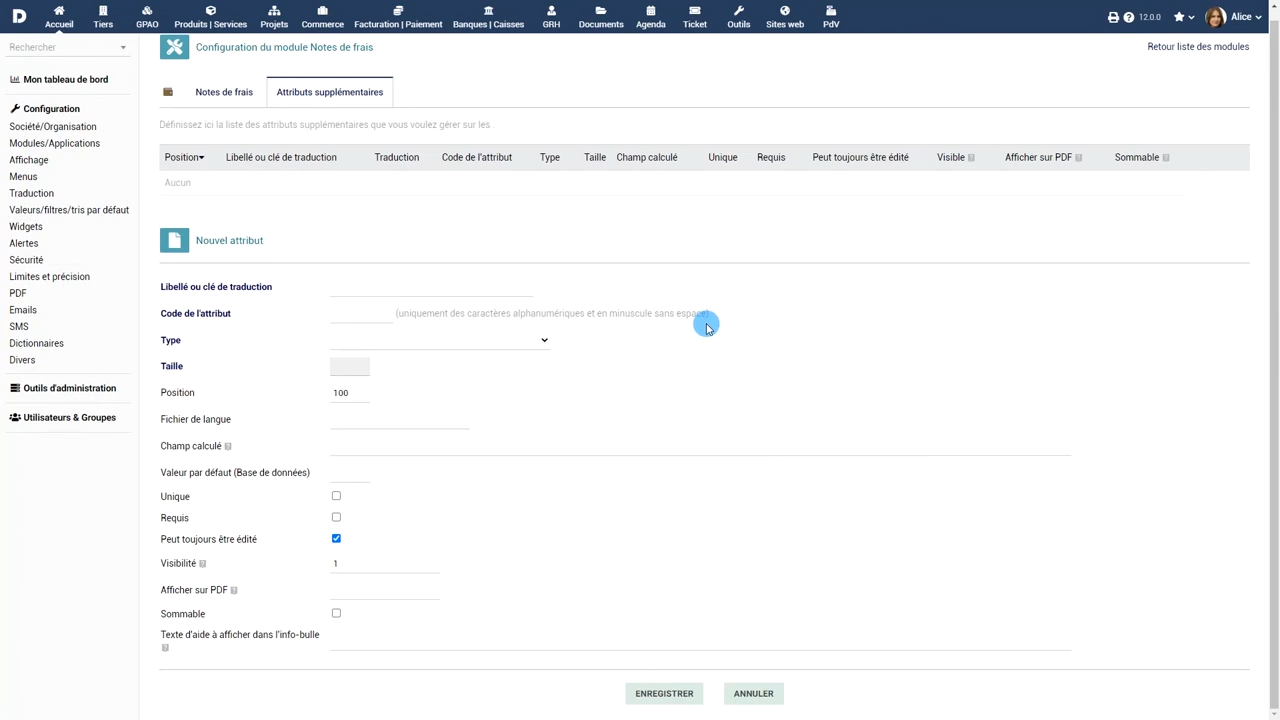 Accueil Tiers GPAO Produits | Services Projets Commerce Facturation | Paiement Banques | Caisses GRH Documents Agenda Ticket Outils Sites web PdV 12.0.0 Alice
Rechercher
Configuration du module Notes de frais
Retour liste des modules
Mon tableau de bord
Configuration
Société/Organisation
Modules/Applications
Affichage
Menus
Traduction
Valeurs/filtres/tris par défaut
Widgets
Alertes
Sécurité
Limites et précision
PDF
Emails
SMS
Dictionnaires
Divers
Outils d'administration
Utilisateurs & Groupes
Notes de frais Attributs supplémentaires
Définissez ici la liste des attributs supplémentaires que vous voulez gérer sur les .
Position Libellé ou clé de traduction Traduction Code de l'attribut Type Taille Champ calculé Unique Requis Peut toujours être édité Visible ? Afficher sur PDF ? Sommable ?
Aucun
Nouvel attribut
Libellé ou clé de traduction
Code de l'attribut (uniquement des caractères alphanumériques et en minuscule sans espace)
Type
Taille
Position 100
Fichier de langue
Champ calculé ?
Valeur par défaut (Base de données)
Unique
Requis
Peut toujours être édité
Visibilité ? 1
Afficher sur PDF ?
Sommable
Texte d'aide à afficher dans l'info-bulle
?
ENREGISTRER ANNULER